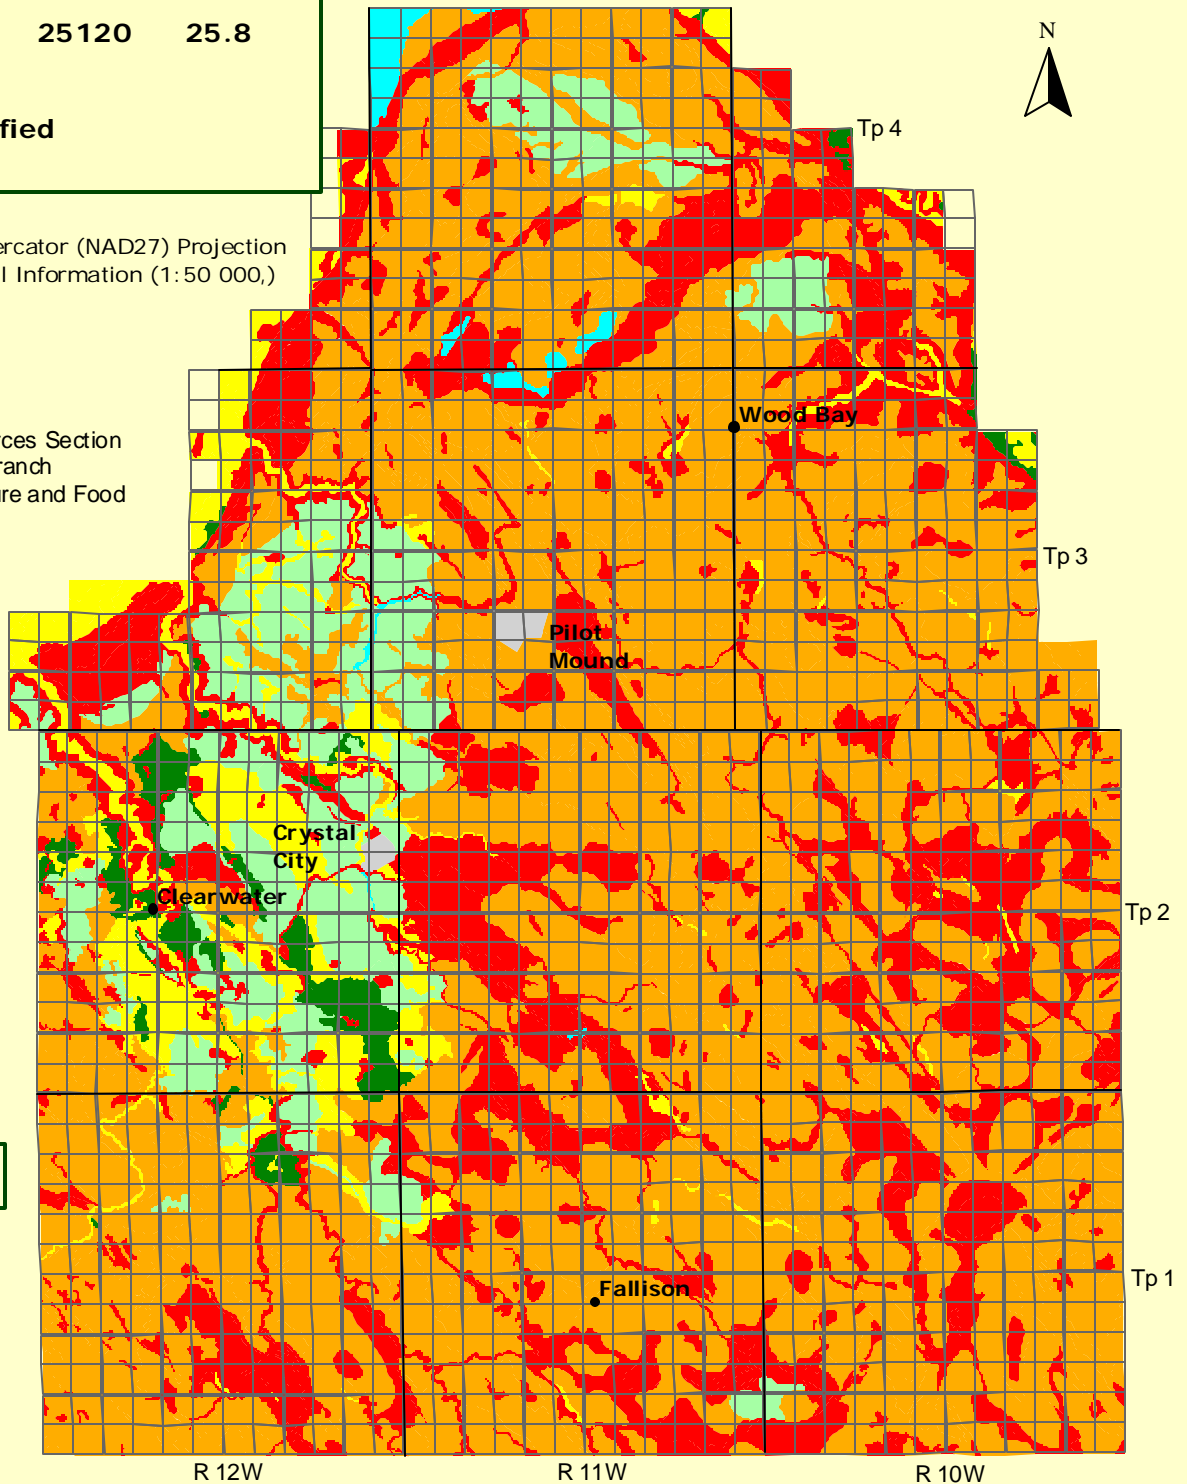 25120 25.8
fied
N
Tp 4
ercator (NAD27) Projection
l Information (1:50 000,)
Wood Bay
rces Section
ranch
re and Food
Tp 3
Pilot
Mound
Crystal
City
Clearwater
Tp 2
Fallison
Tp 1
R 12W R 11W R 10W